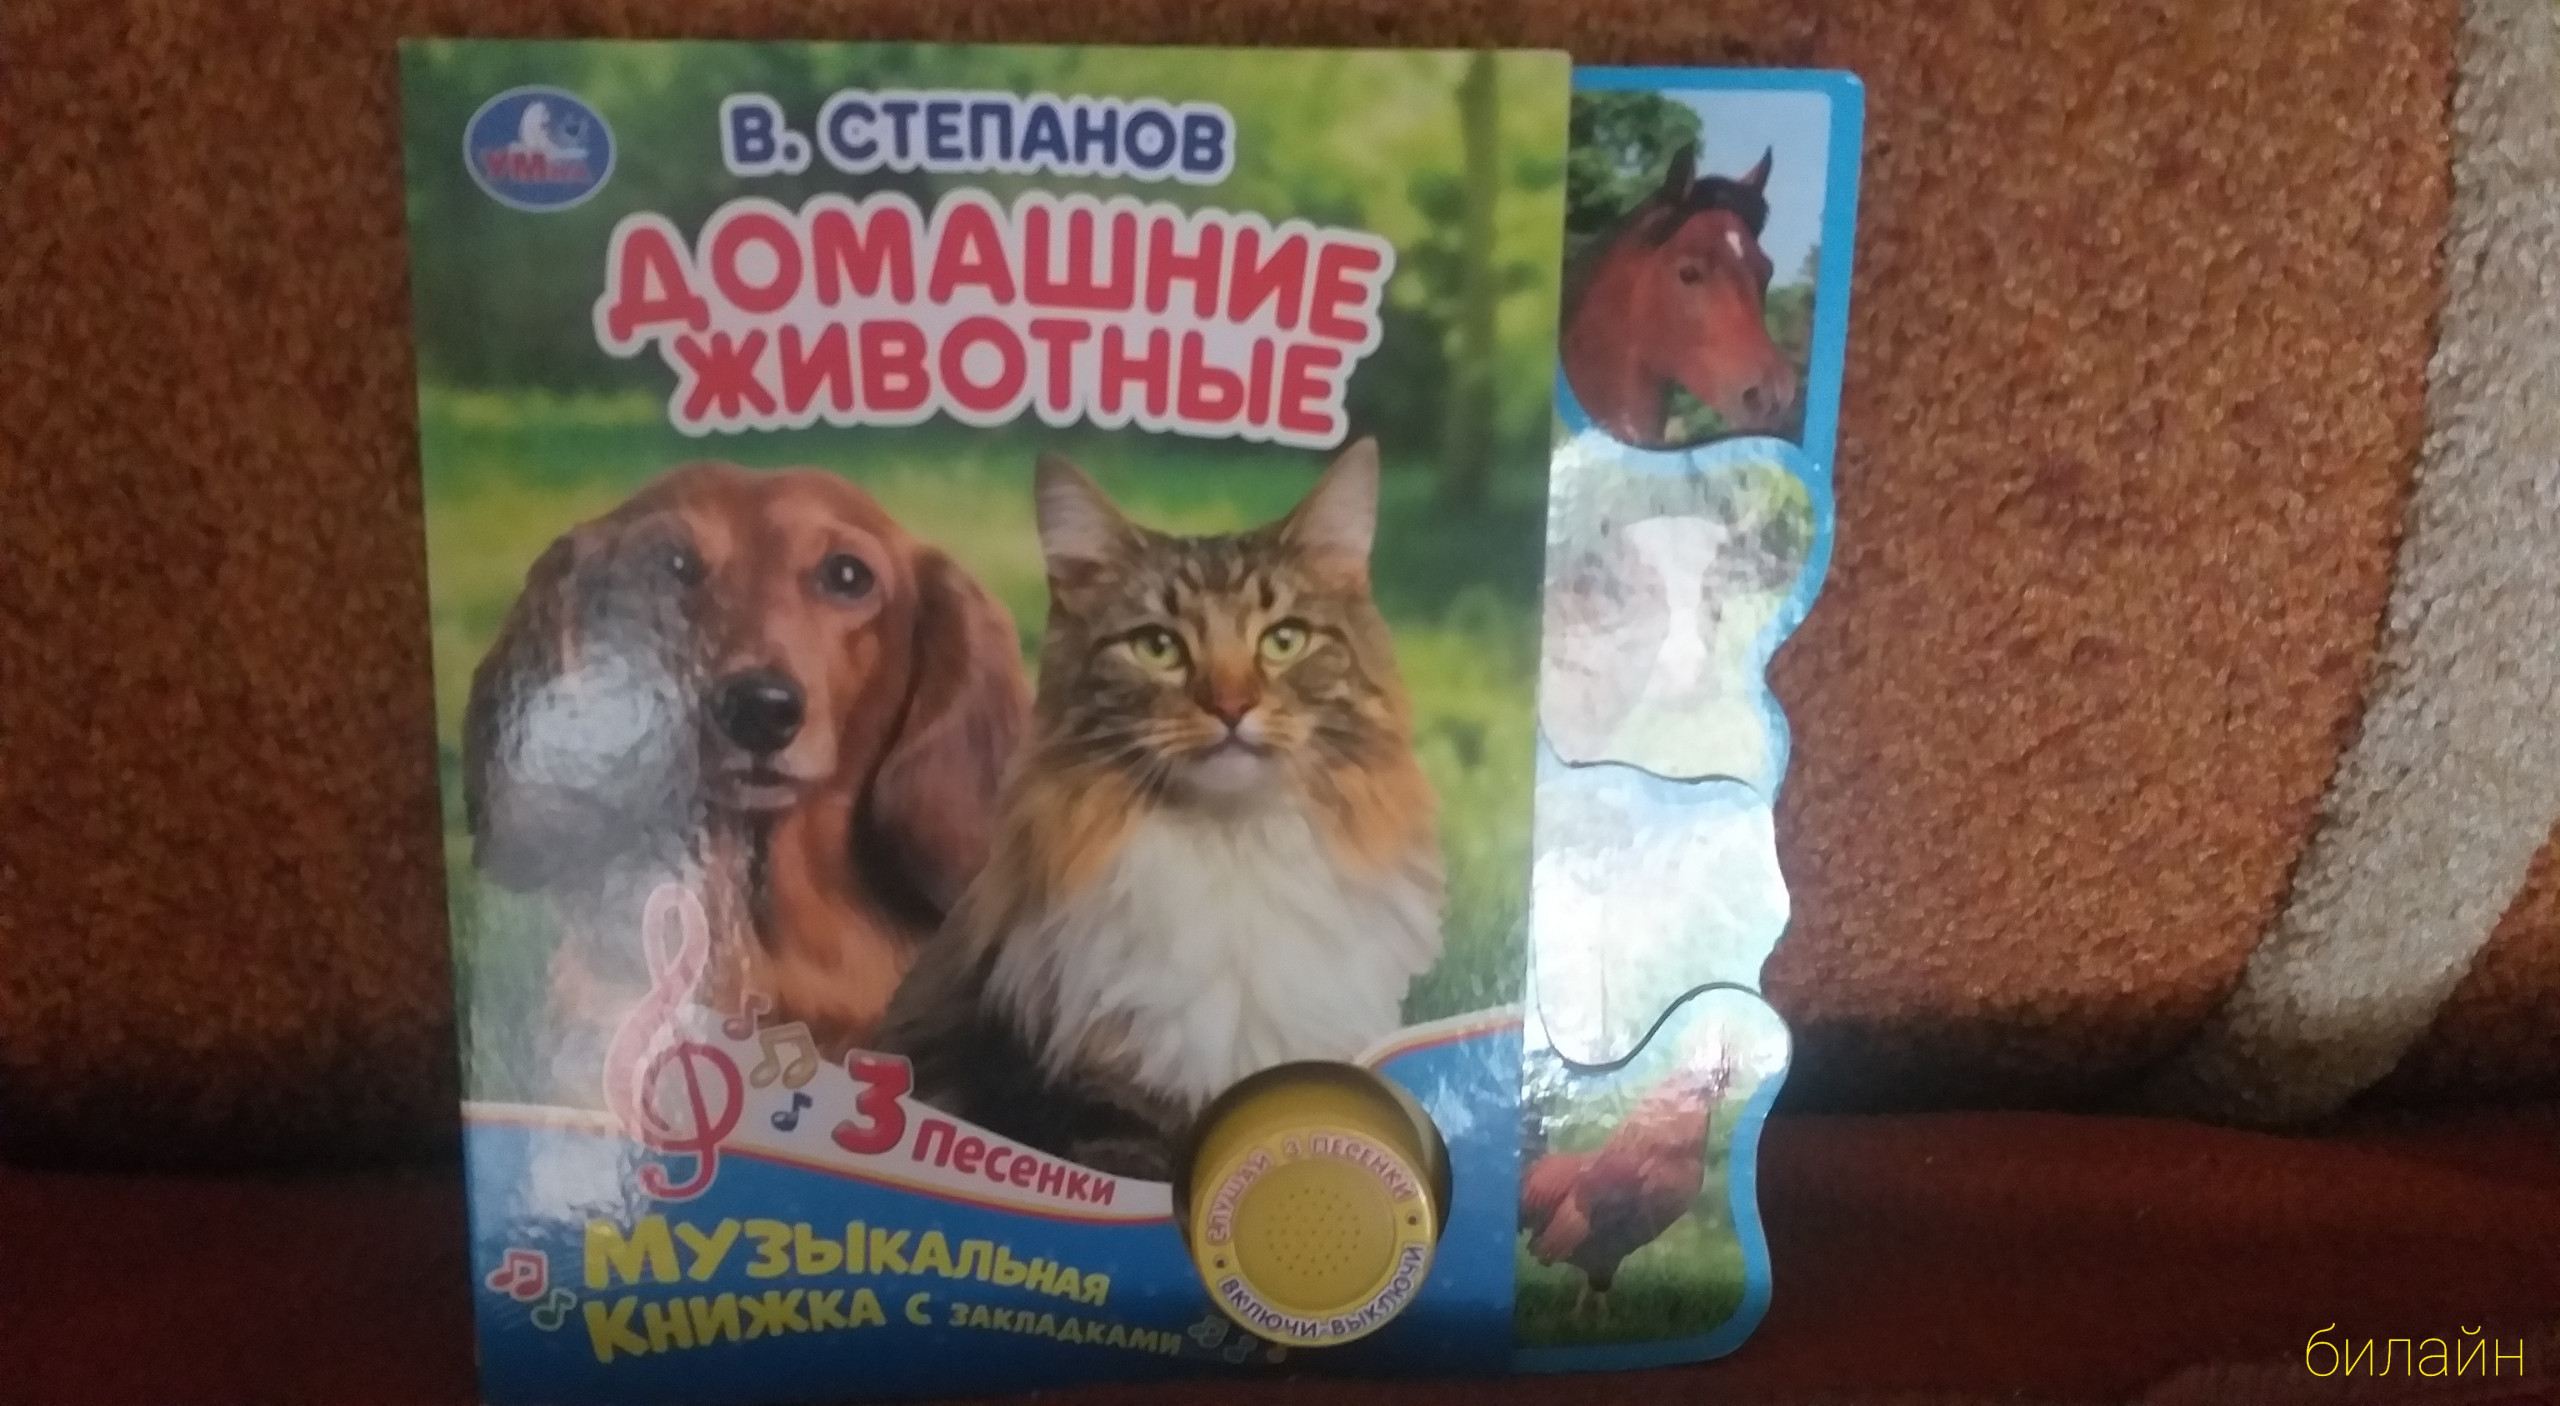 УМка
В. СТЕПАНОВ
ДОМАШНИЕ
ЖИВОТНЫЕ
3 песенки
МУЗЫКАЛЬНАЯ
КНИЖКА С ЗАКЛАДКАМИ
СЛУШАЙ 3 ПЕСЕНКИ
ВКЛЮЧИ-ВЫКЛЮЧИ
билайн